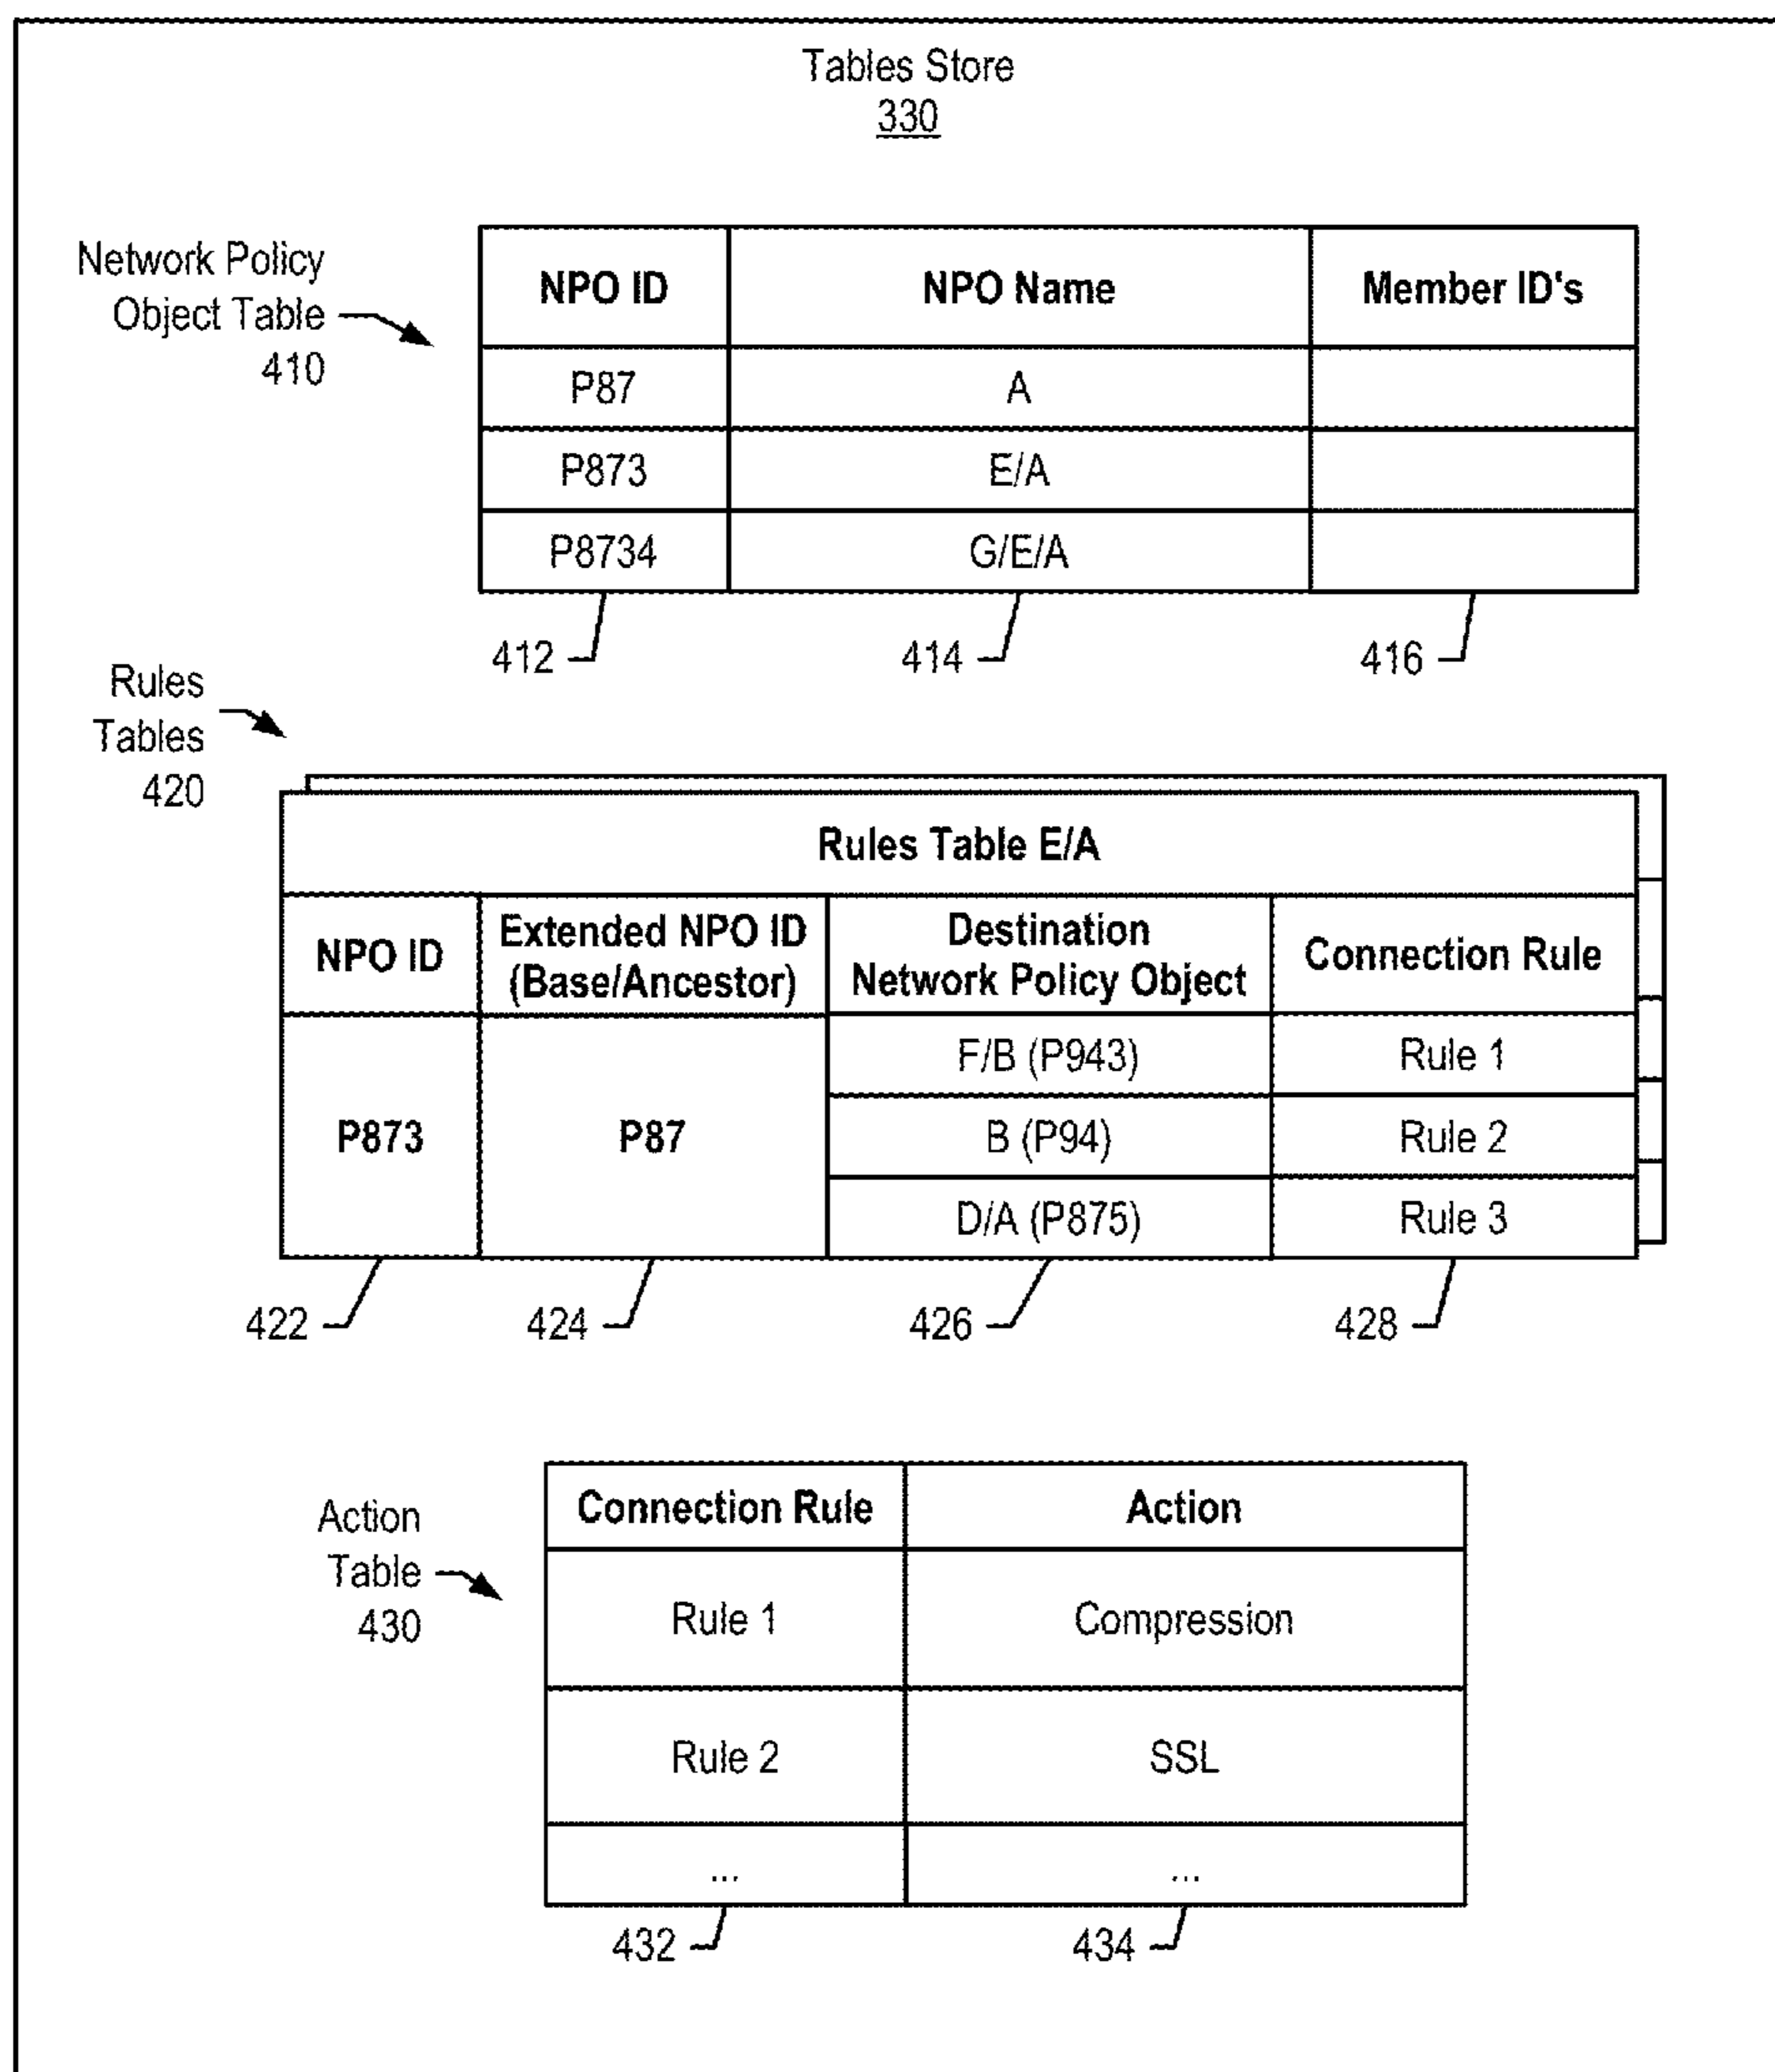 Tables Store
330
Network Policy
Object Table
410
NPO ID NPO Name Member ID's
P87 A
P873 E/A
P8734 G/E/A
412 414 416
Rules
Tables
420
Rules Table E/A
NPO ID Extended NPO ID (Base/Ancestor) Destination Network Policy Object Connection Rule
P873 P87 F/B (P943) Rule 1
B (P94) Rule 2
D/A (P875) Rule 3
422 424 426 428
Action
Table
430
Connection Rule Action
Rule 1 Compression
Rule 2 SSL
... ...
432 434